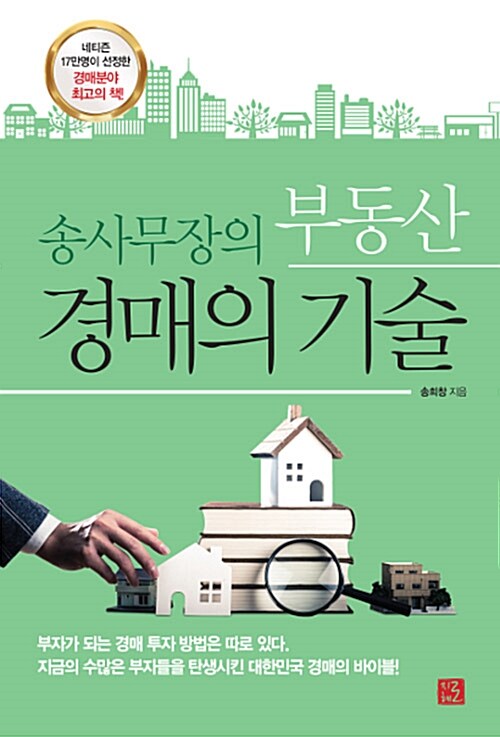 네티즌
17만명이 선정한
경매분야
최고의 책!
송사무장의 부동산
경매의 기술
송희창 지음
부자가 되는 경매 투자 방법은 따로 있다.
지금의 수많은 부자들을 탄생시킨 대한민국 경매의 바이블!
지혜로